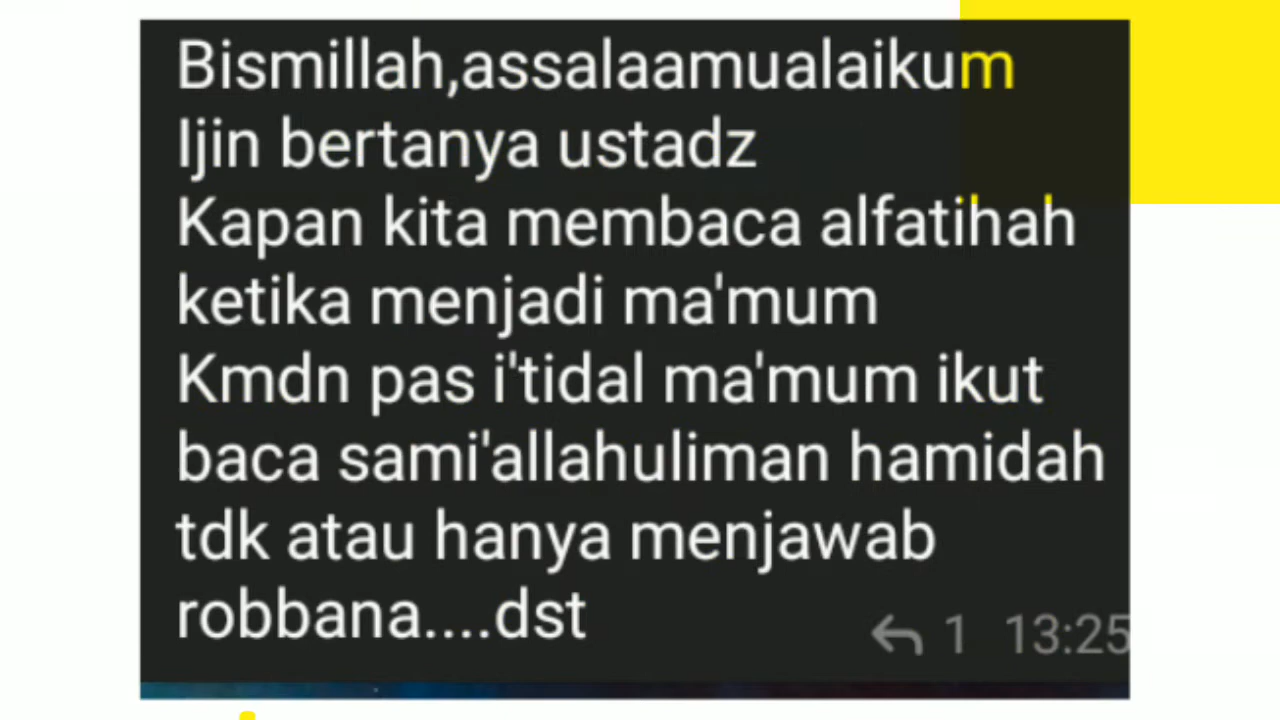 Bismillah,assalaamualaikum
Ijin bertanya ustadz
Kapan kita membaca alfatihah
ketika menjadi ma'mum
Kmdn pas i'tidal ma'mum ikut
baca sami'allahuliman hamidah
tdk atau hanya menjawab
robbana....dst
1 13:25